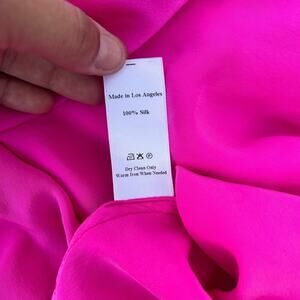 Made in Los Angeles
100% Silk
Dry Clean Only
Warm Iron When Needed